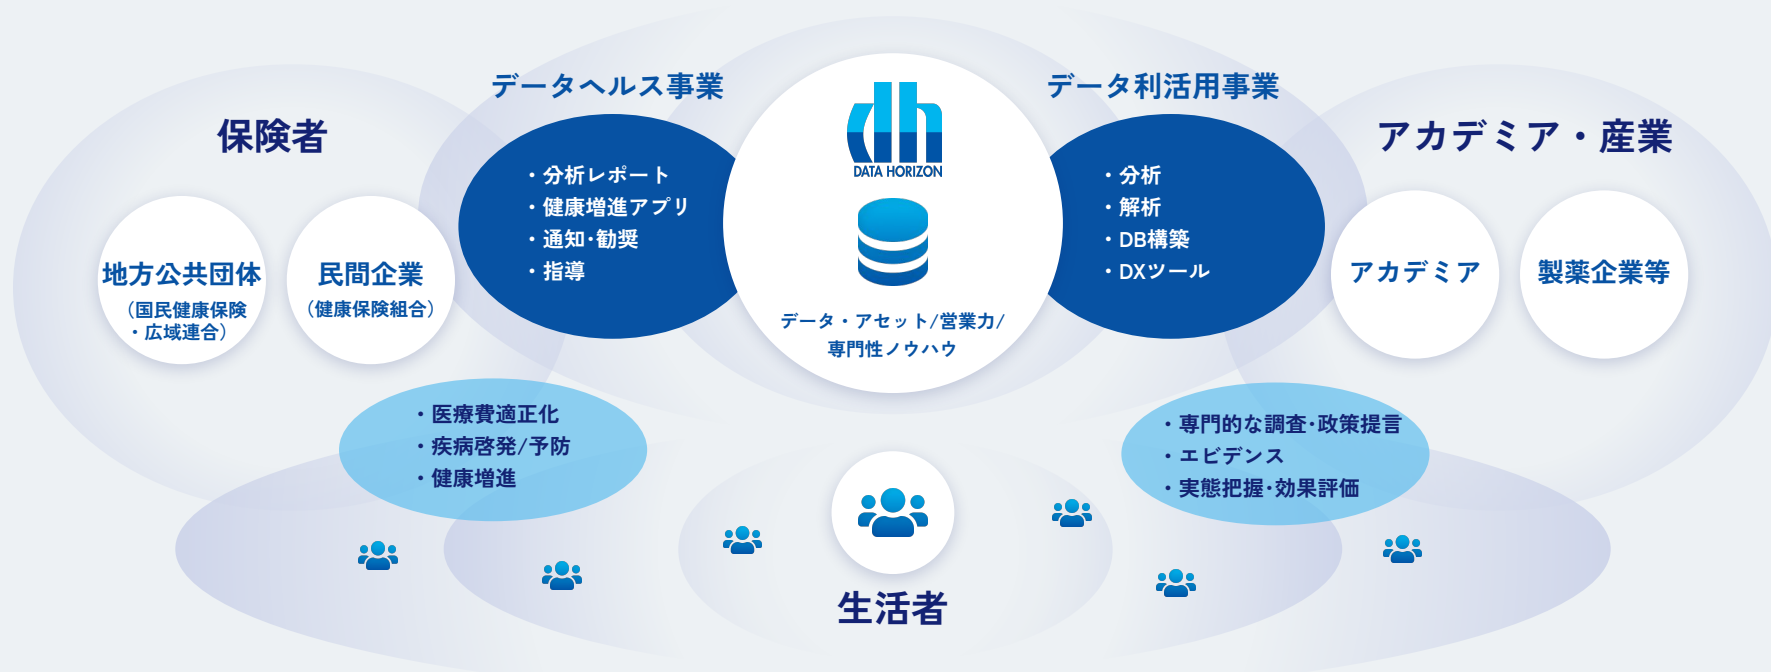 保険者
地方公共団体
（国民健康保険
・広域連合）
民間企業
（健康保険組合）
データヘルス事業
・分析レポート
・健康増進アプリ
・通知・勧奨
・指導
DATA HORIZON
データ・アセット/営業力/
専門性ノウハウ
データ利活用事業
・分析
・解析
・DB構築
・DXツール
アカデミア・産業
アカデミア
製薬企業等
・医療費適正化
・疾病啓発/予防
・健康増進
・専門的な調査・政策提言
・エビデンス
・実態把握・効果評価
生活者